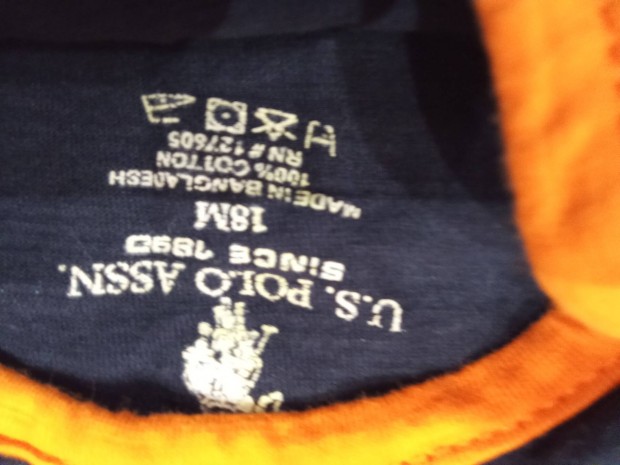 U.S. POLO ASSN.
SINCE 1890
18M
MADE IN BANGLADESH
100% COTTON
RN # 127605